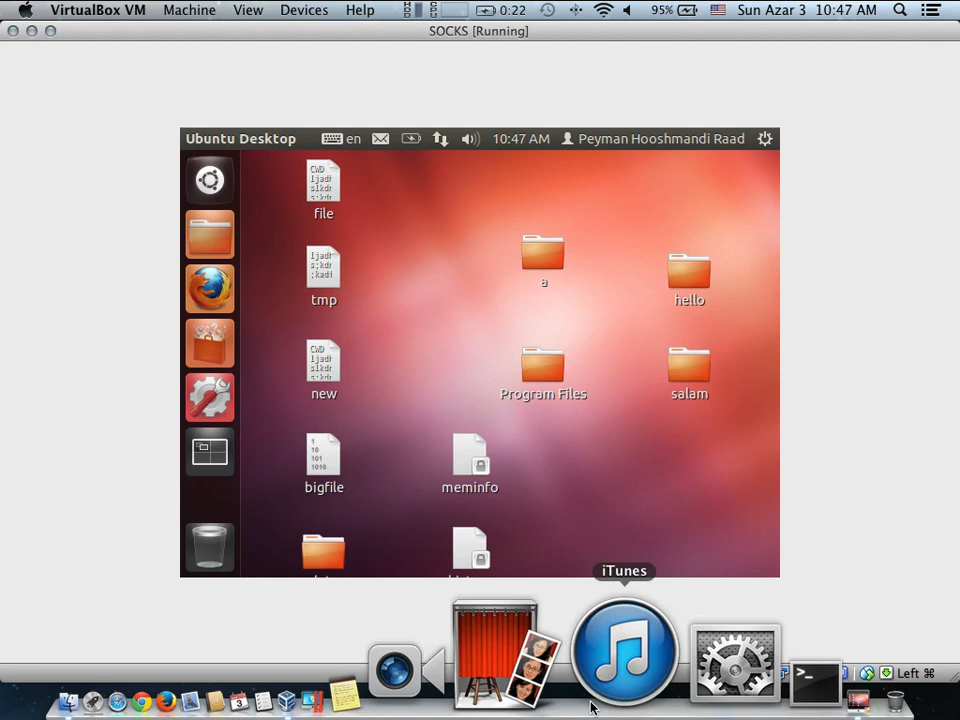 VirtualBox VM Machine View Devices Help 0:22 95% Sun Azar 3 10:47 AM
SOCKS [Running]
Ubuntu Desktop en 10:47 AM Peyman Hooshmandi Raad
file
a
tmp
hello
new
Program Files
salam
bigfile
meminfo
iTunes
Left ⌘